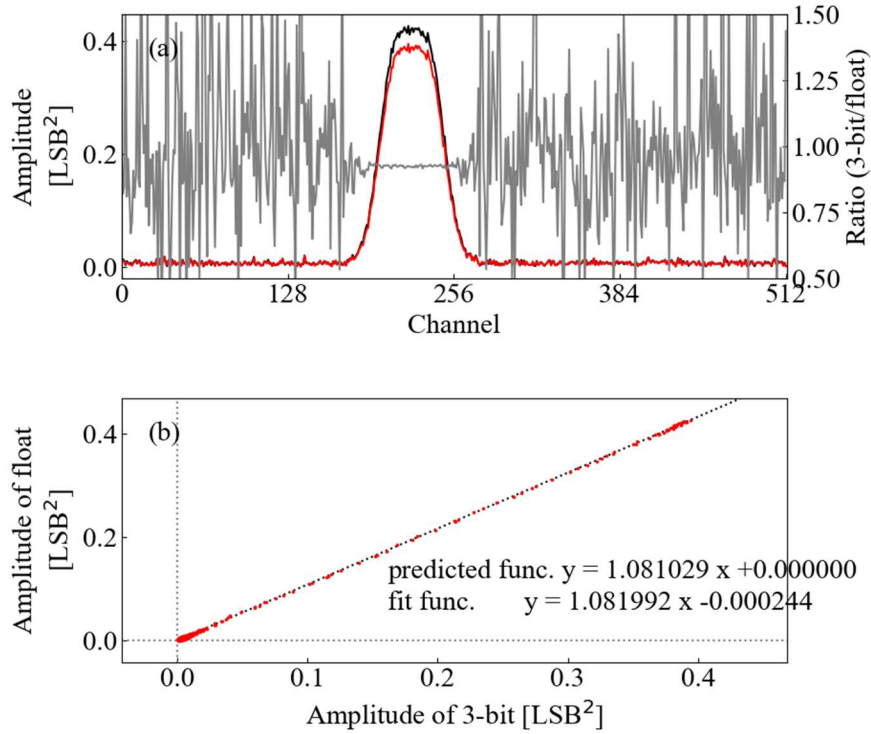 (a)
0.4
0.2
0.0
Amplitude
[LSB²]
1.50
1.25
1.00
0.75
0.50
Ratio (3-bit/float)
0 128 256 384 512
Channel
(b)
0.4
0.2
0.0
Amplitude of float
[LSB²]
predicted func. y = 1.081029 x +0.000000
fit func. y = 1.081992 x -0.000244
0.0 0.1 0.2 0.3 0.4
Amplitude of 3-bit [LSB²]